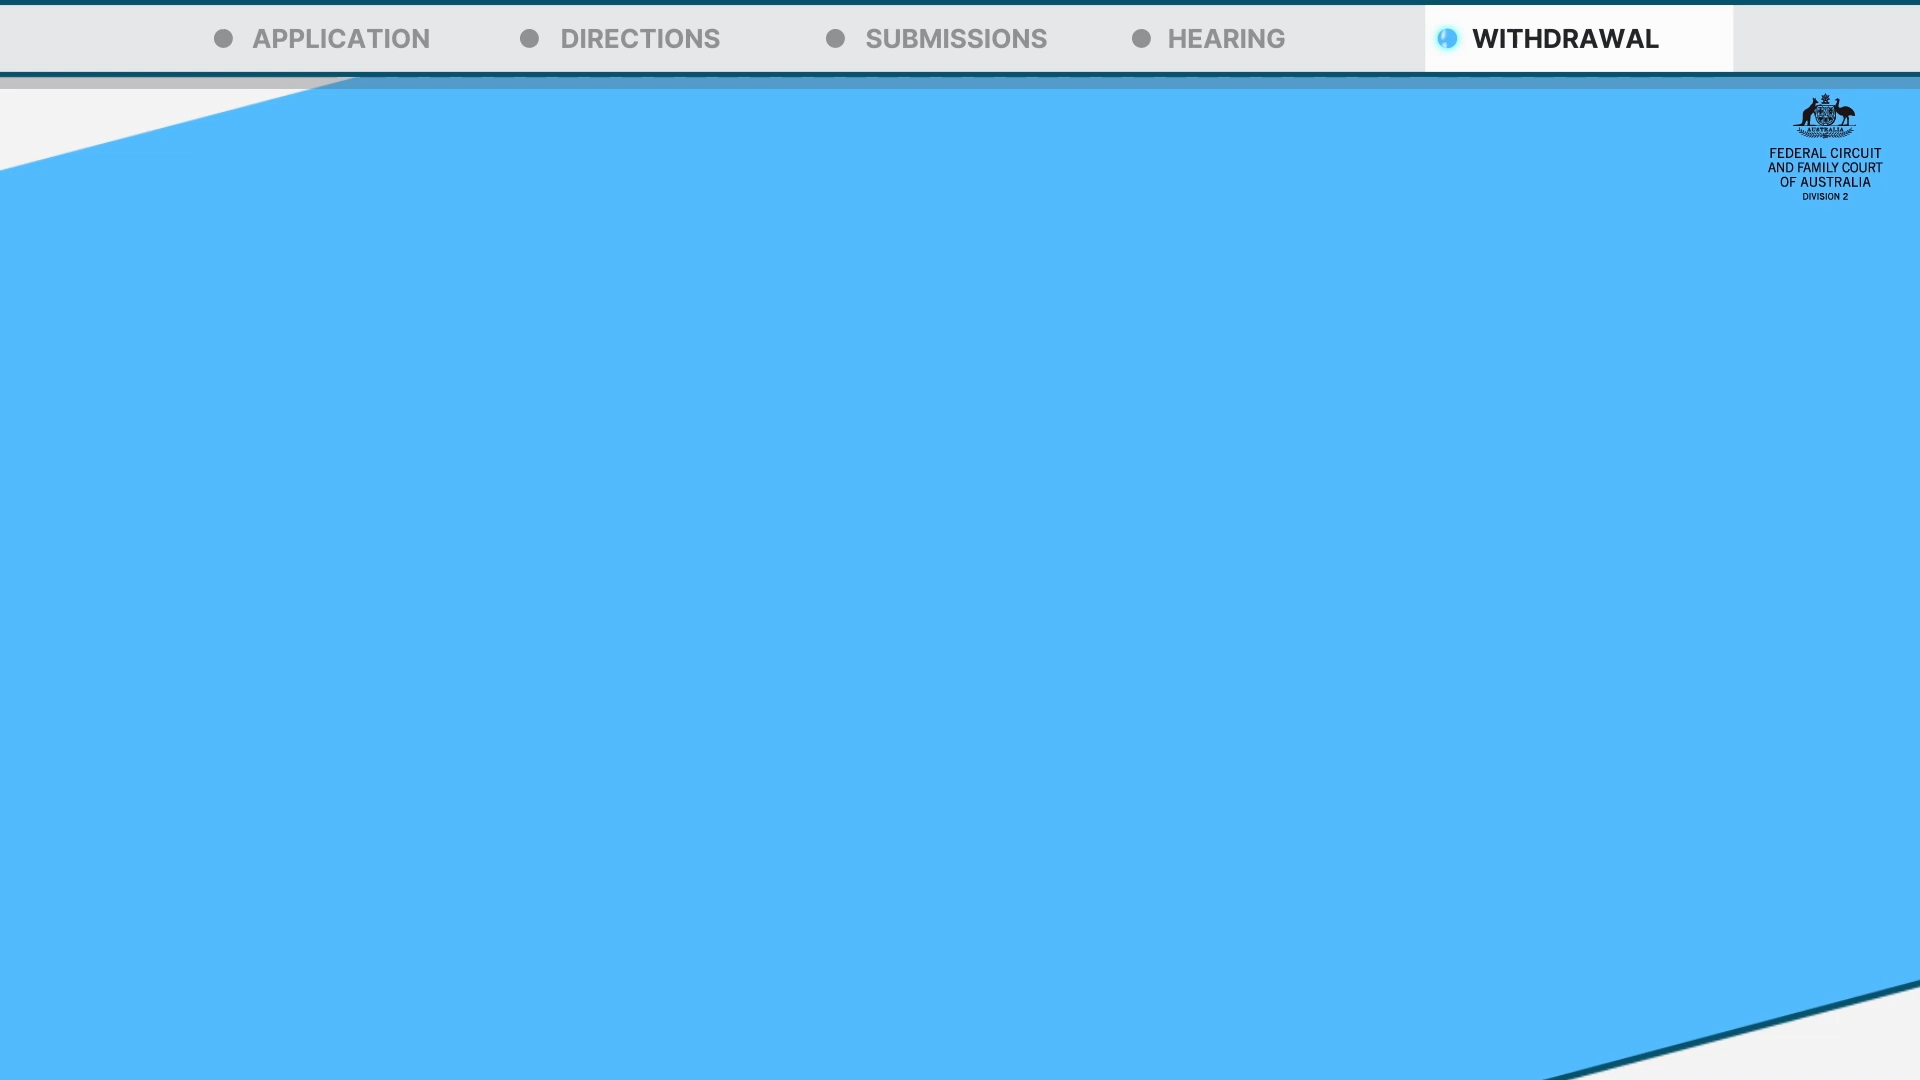 APPLICATION
DIRECTIONS
SUBMISSIONS
HEARING
WITHDRAWAL
AUSTRALIA
FEDERAL CIRCUIT
AND FAMILY COURT
OF AUSTRALIA
DIVISION 2